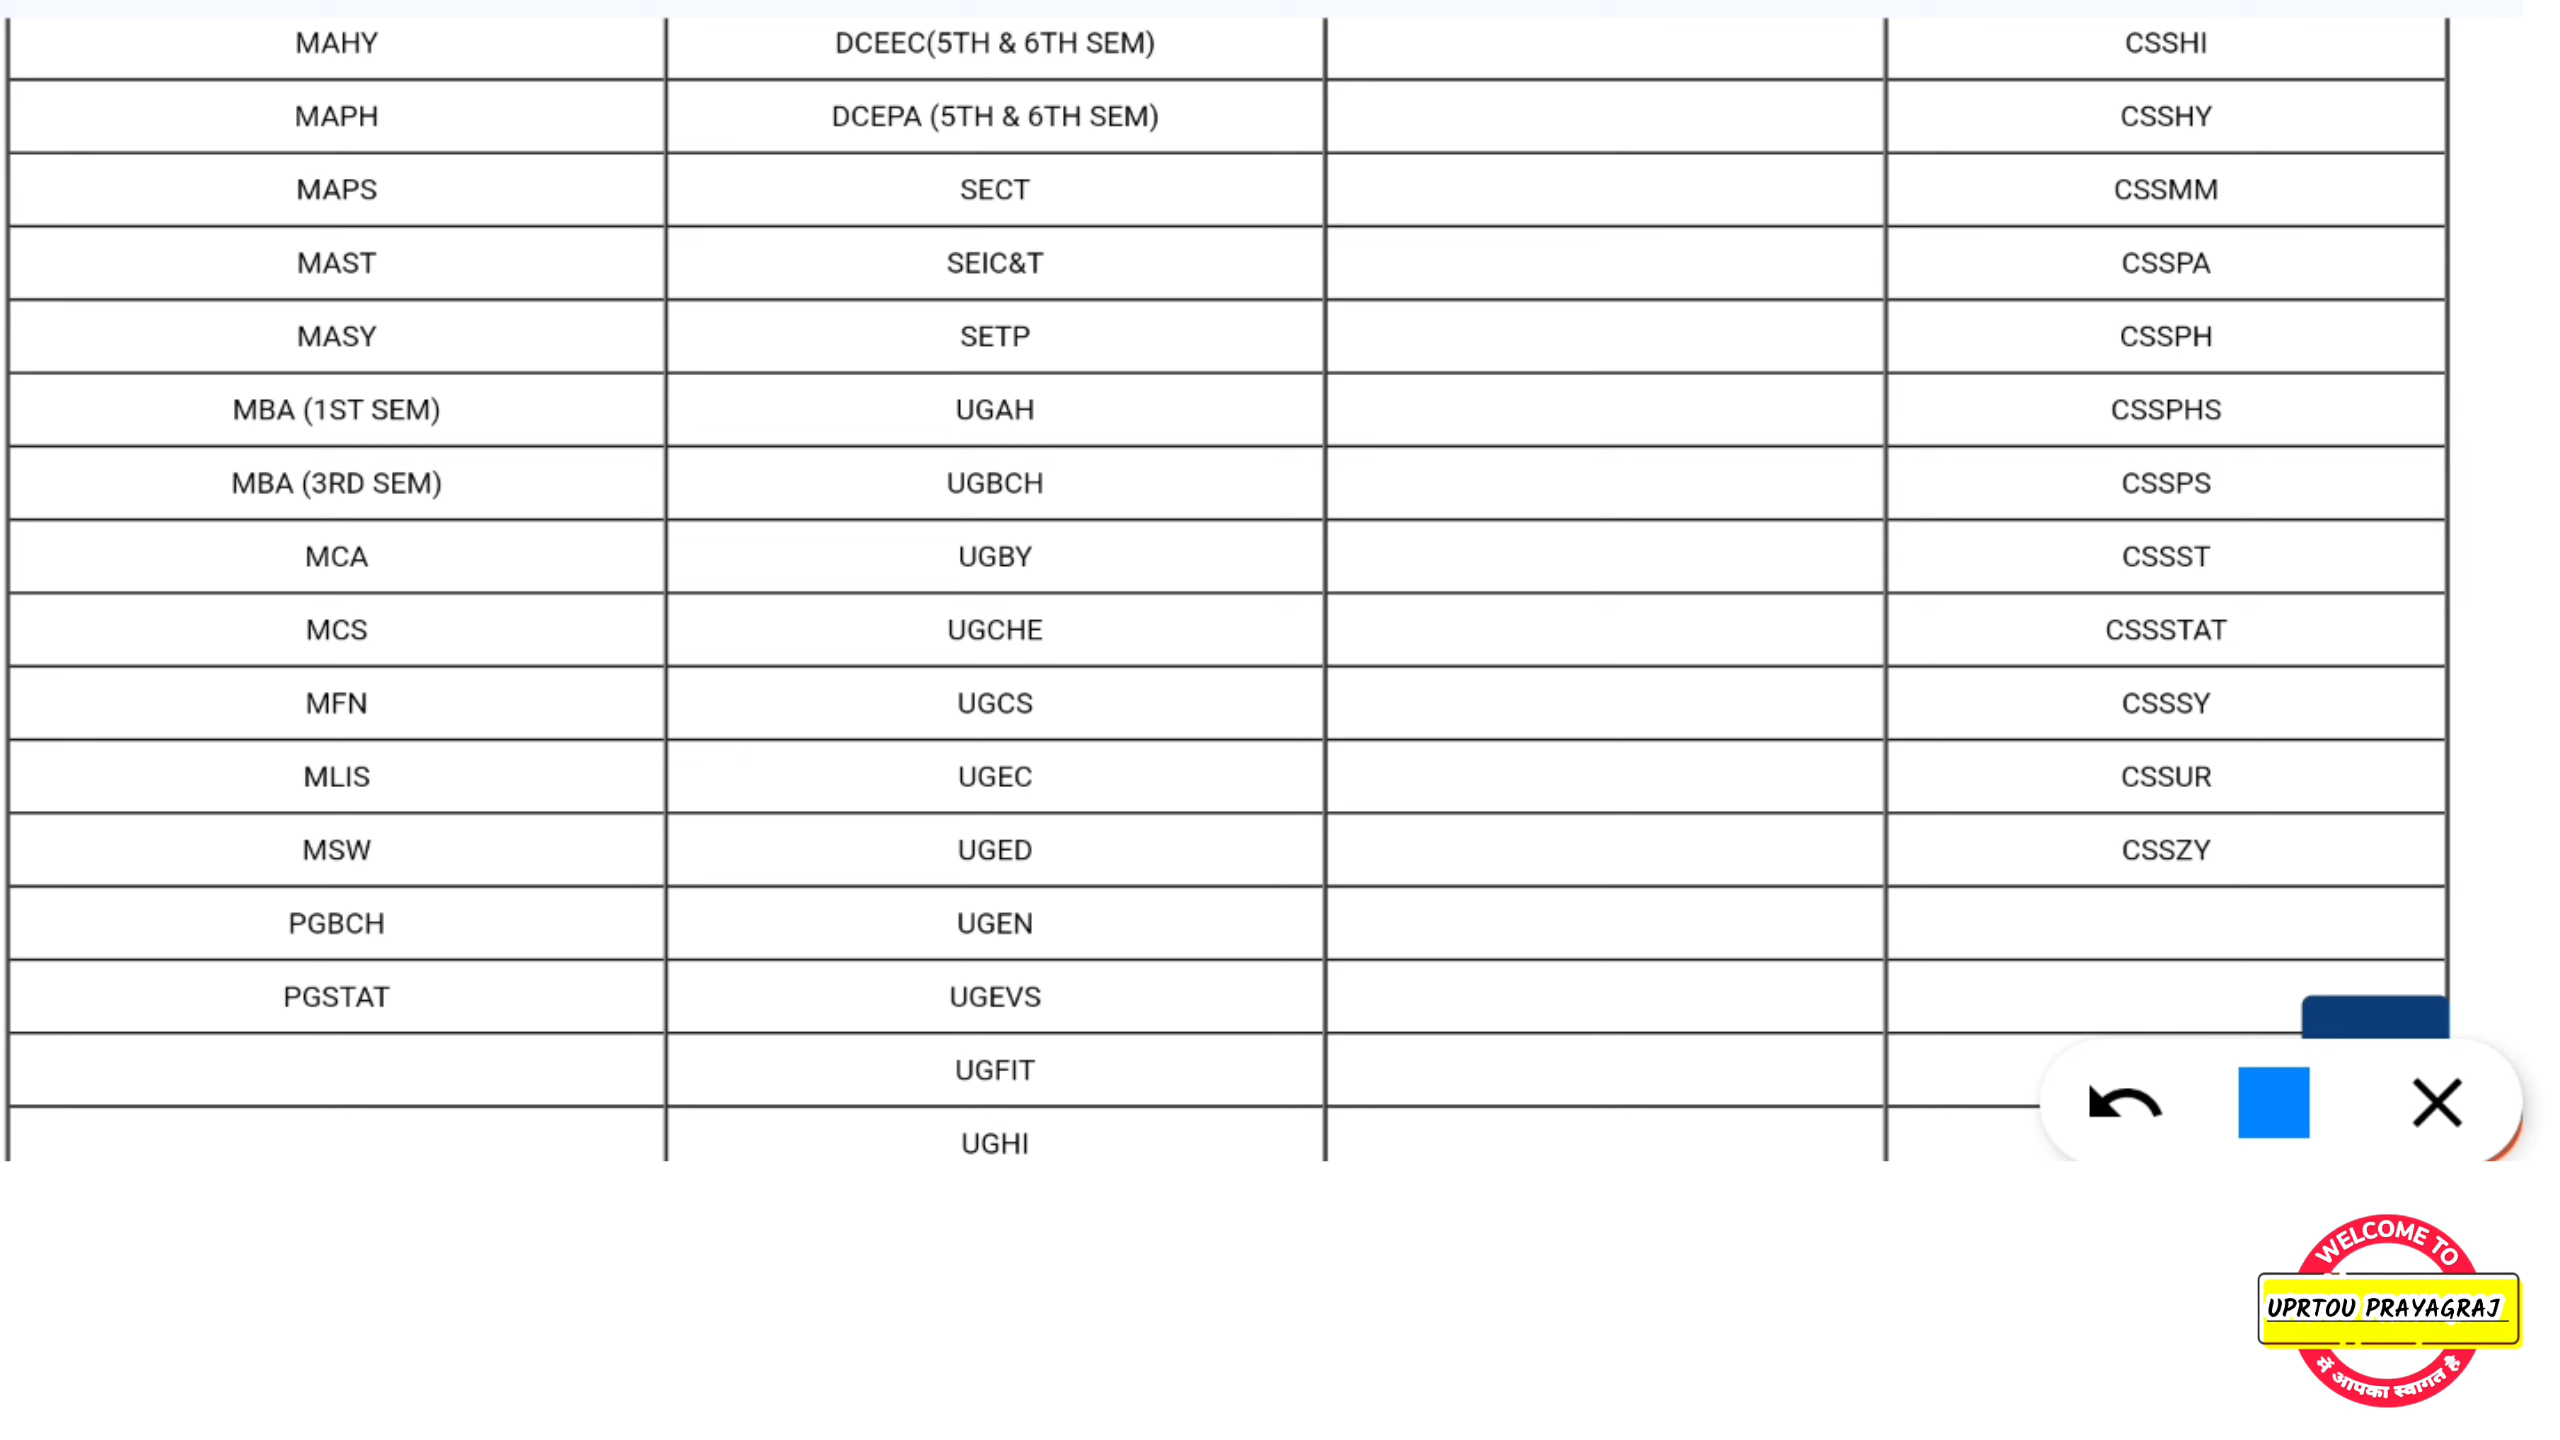 MAHY DCEEC(5TH & 6TH SEM) CSSHI
MAPH DCEPA (5TH & 6TH SEM) CSSHY
MAPS SECT CSSMM
MAST SEIC&T CSSPA
MASY SETP CSSPH
MBA (1ST SEM) UGAH CSSPHS
MBA (3RD SEM) UGBCH CSSPS
MCA UGBY CSSST
MCS UGCHE CSSSTAT
MFN UGCS CSSSY
MLIS UGEC CSSUR
MSW UGED CSSZY
PGBCH UGEN
PGSTAT UGEVS
UGFIT
UGHI
WELCOME TO
UPRTOU PRAYAGRAJ
में आपका स्वागत है